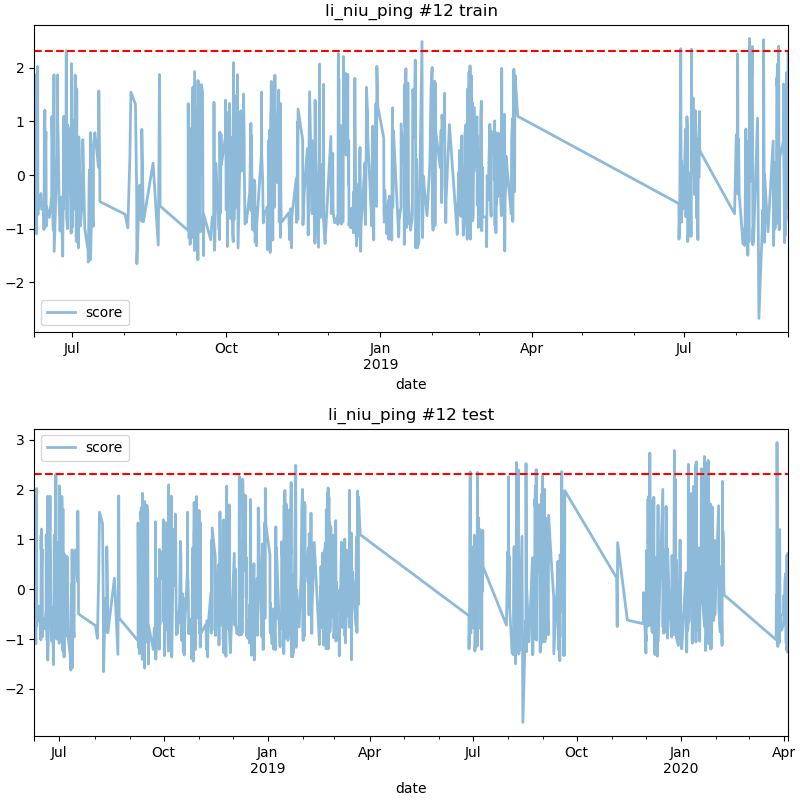 li_niu_ping #12 train
2
1
0
−1
−2
score
Jul
Oct
Jan
2019
Apr
Jul
date
li_niu_ping #12 test
3
2
1
0
−1
−2
score
Jul
Oct
Jan
2019
Apr
Jul
Oct
Jan
2020
Apr
date